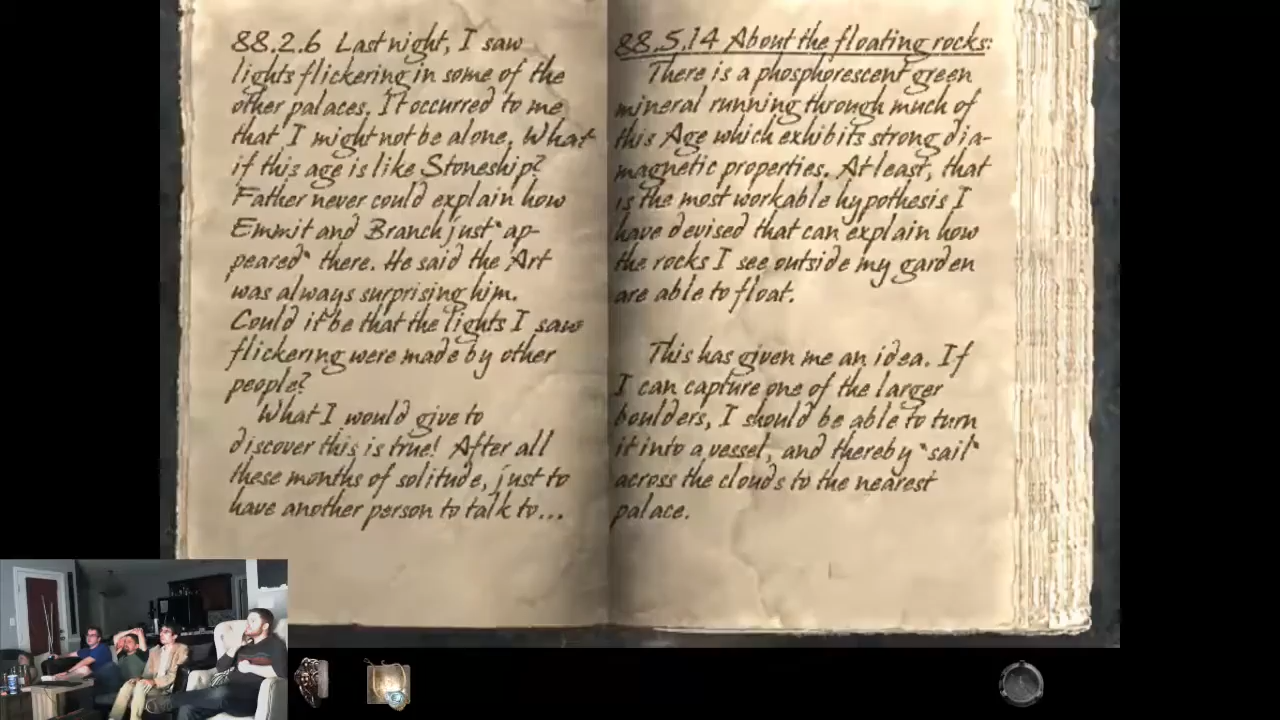 88.2.6 Last night, I saw
lights flickering in some of the
other palaces. It occurred to me
that I might not be alone. What
if this age is like Stoneship?
Father never could explain how
Emmit and Branch just "ap-
peared" there. He said the Art
was always surprising him.
Could it be that the lights I saw
flickering were made by other
people?
What I would give to
discover this is true! After all
these months of solitude, just to
have another person to talk to...
88.5.14 About the floating rocks:
There is a phosphorescent green
mineral running through much of
this Age which exhibits strong dia-
magnetic properties. At least, that
is the most workable hypothesis I
have devised that can explain how
the rocks I see outside my garden
are able to float.
This has given me an idea. If
I can capture one of the larger
boulders, I should be able to turn
it into a vessel, and thereby "sail"
across the clouds to the nearest
palace.